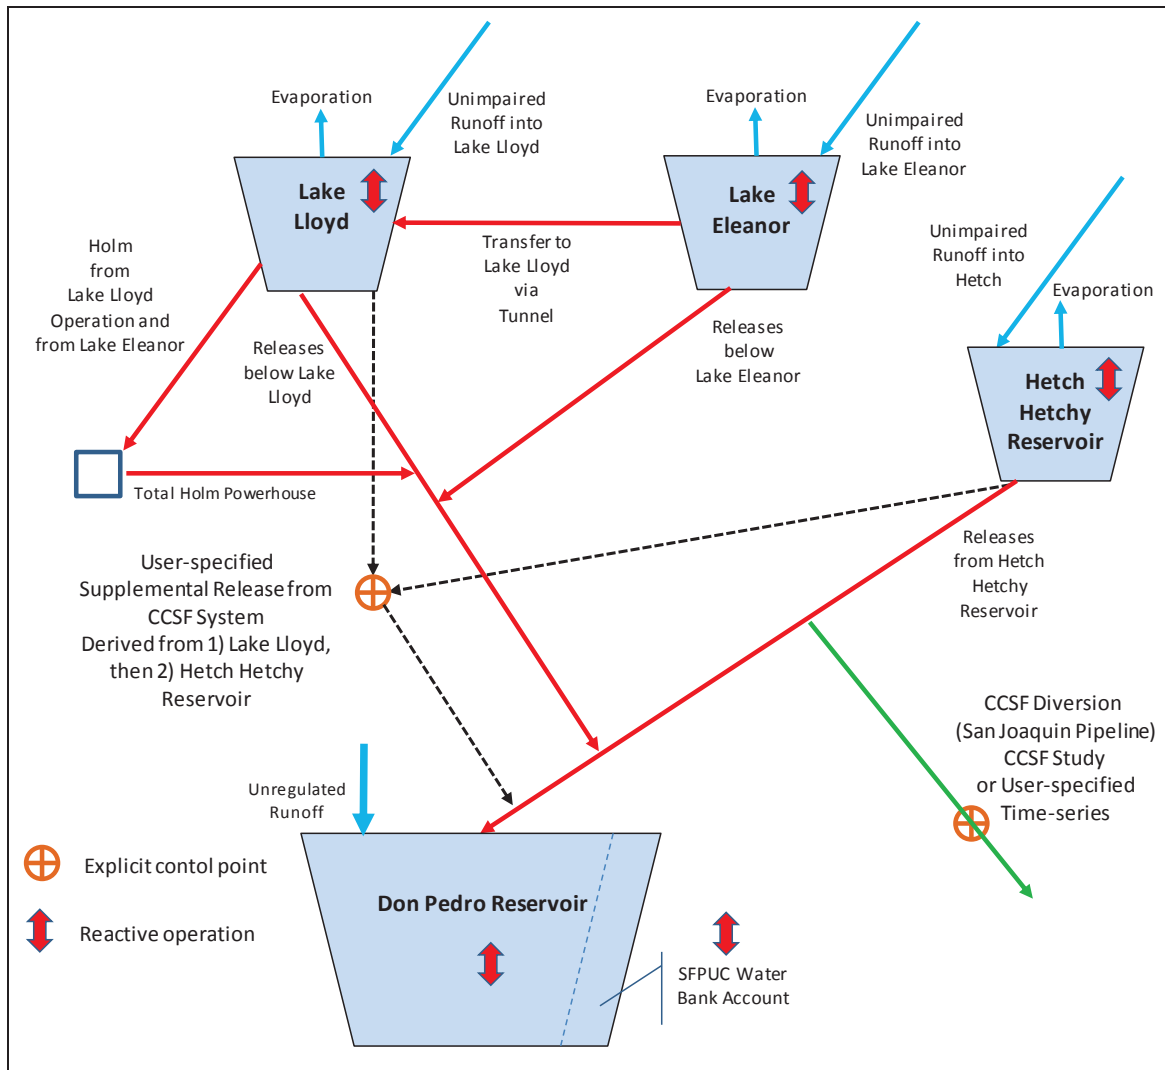 Evaporation
Unimpaired
Runoff into
Lake Lloyd
Evaporation
Unimpaired
Runoff into
Lake Eleanor
Lake
Lloyd
Lake
Eleanor
Transfer to
Lake Lloyd
via
Tunnel
Unimpaired
Runoff into
Hetch
Evaporation
Holm
from
Lake Lloyd
Operation and
from Lake Eleanor
Releases
below Lake
Lloyd
Releases
below
Lake Eleanor
Hetch
Hetchy
Reservoir
Total Holm Powerhouse
User-specified
Supplemental Release from
CCSF System
Derived from 1) Lake Lloyd,
then 2) Hetch Hetchy
Reservoir
Releases
from Hetch
Hetchy
Reservoir
CCSF Diversion
(San Joaquin Pipeline)
CCSF Study
or User-specified
Time-series
Unregulated
Runoff
Explicit contol point
Reactive operation
Don Pedro Reservoir
SFPUC Water
Bank Account